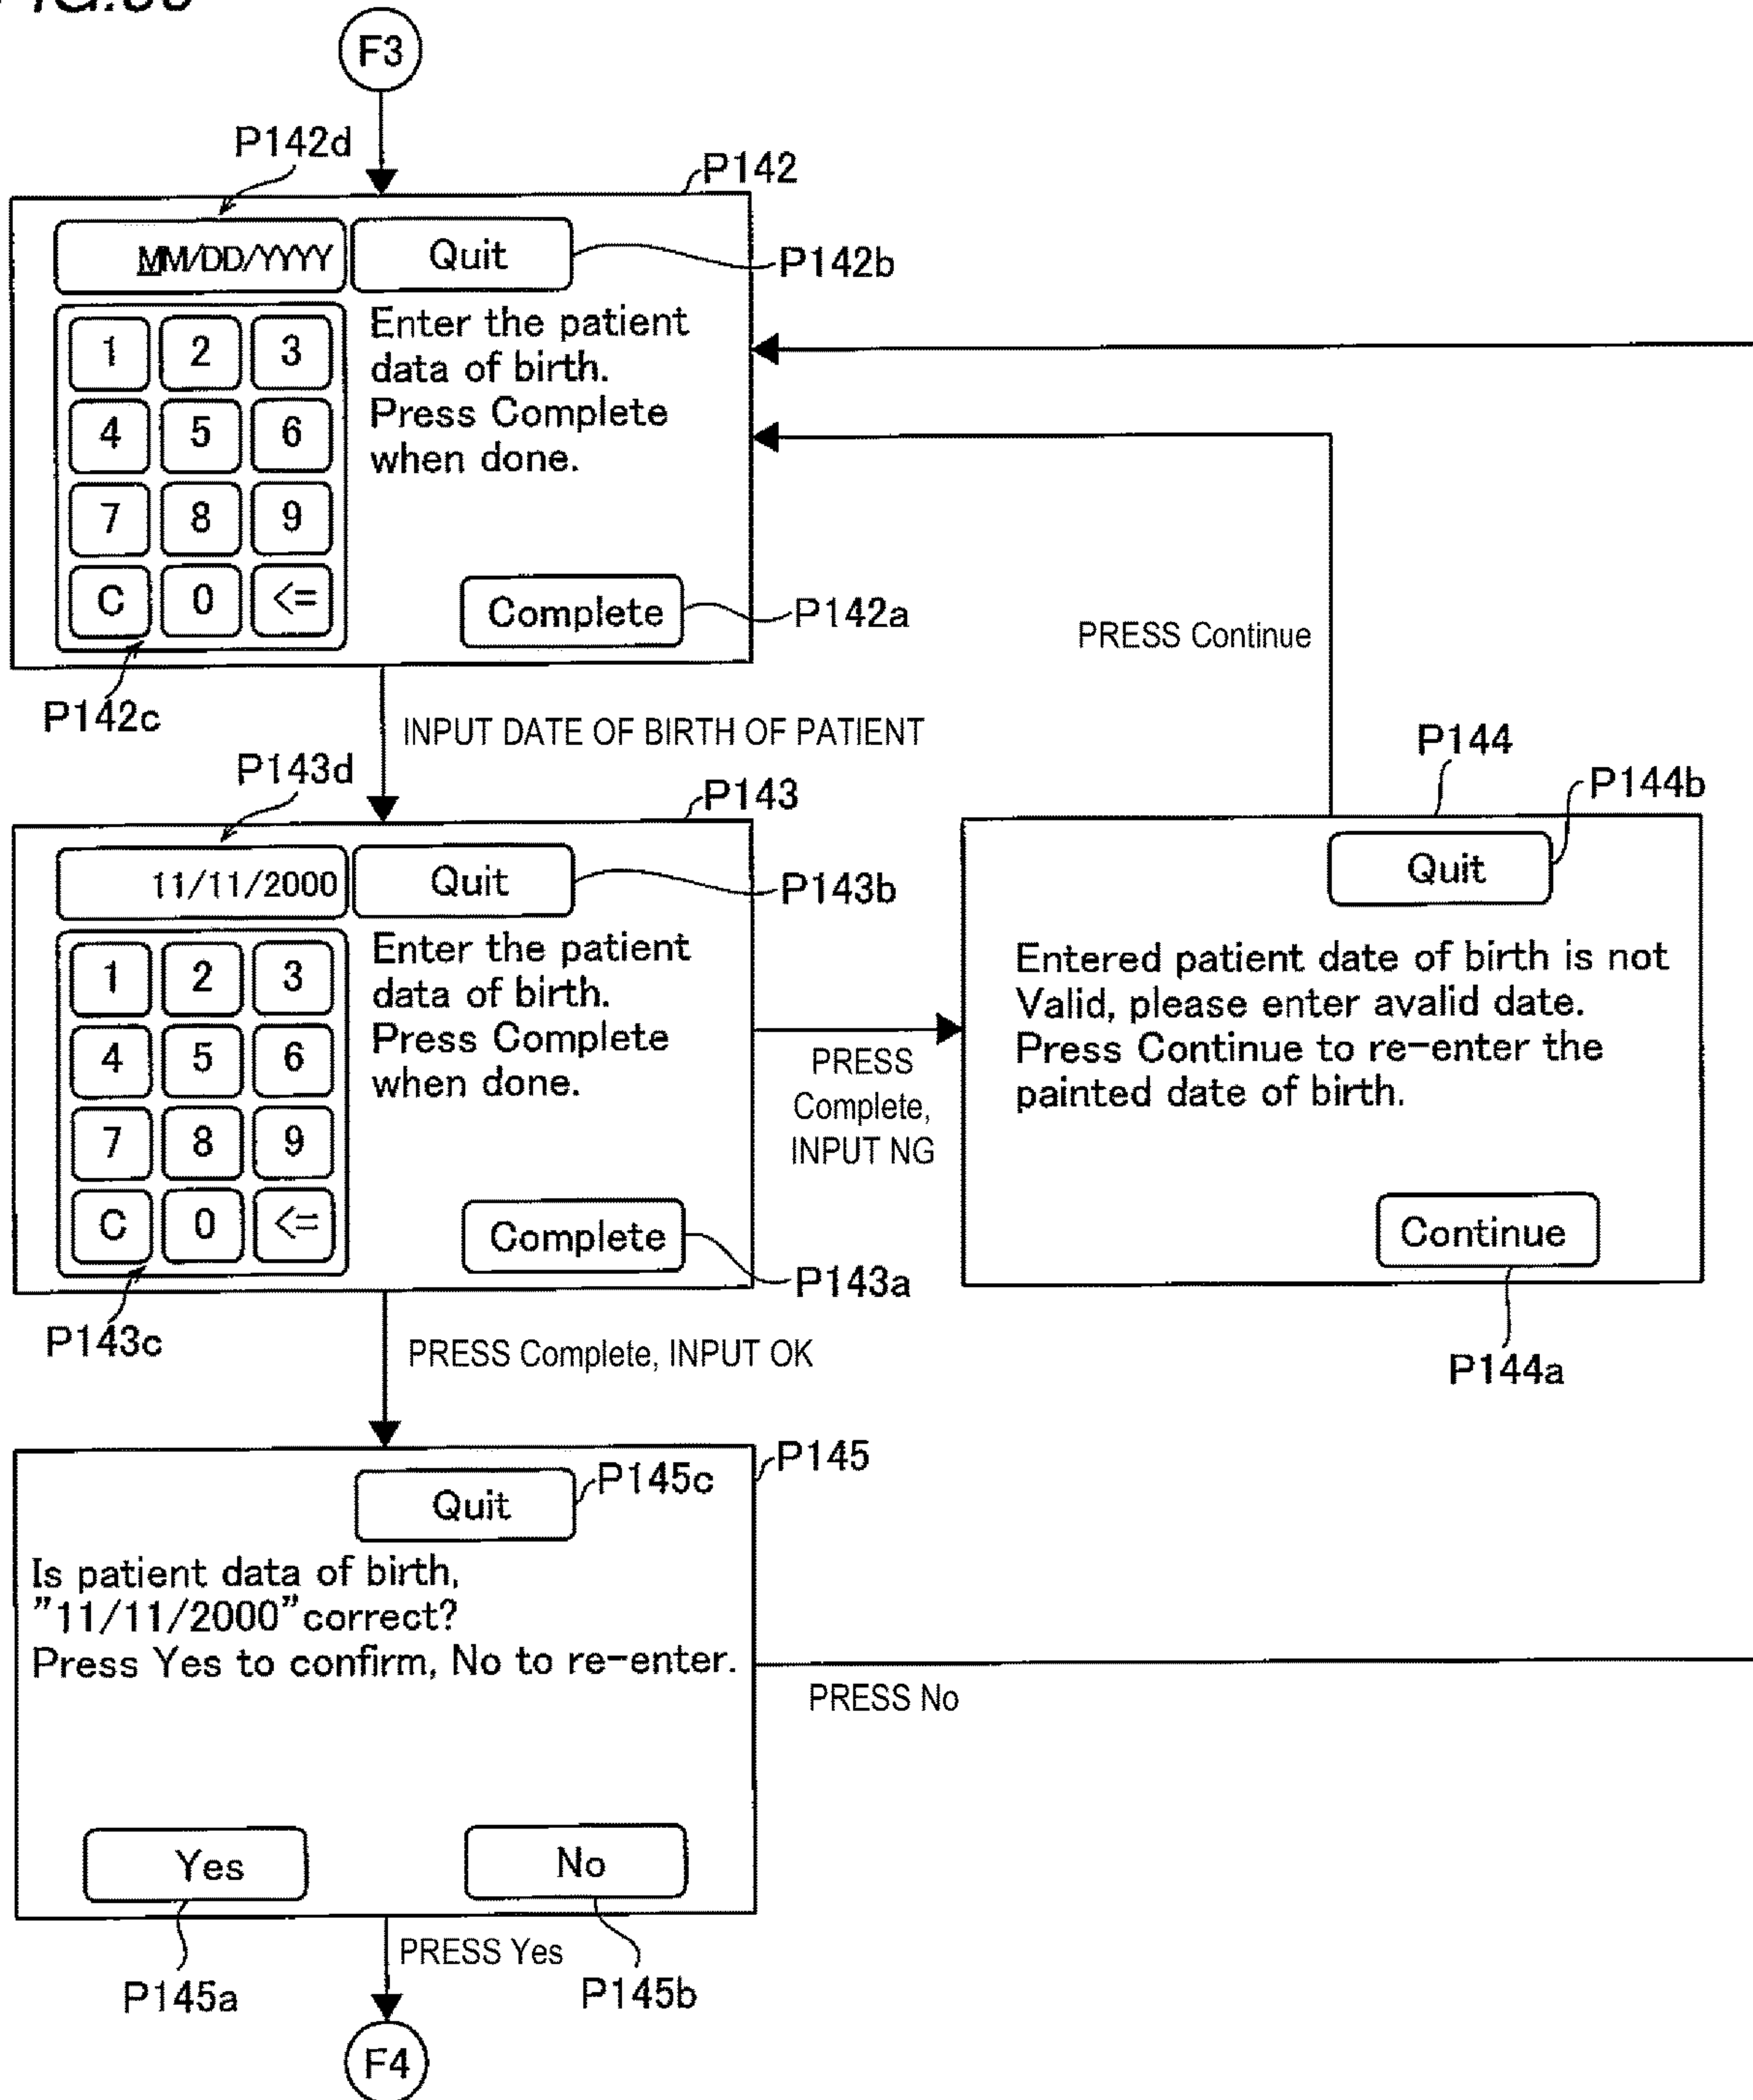 F3
P142d
P142
MM/DD/YYYY
Quit
P142b
1 2 3
4 5 6
7 8 9
C 0 <=
Enter the patient
data of birth.
Press Complete
when done.
Complete
P142a
P142c
PRESS Continue
INPUT DATE OF BIRTH OF PATIENT
P143d
P143
11/11/2000
Quit
P143b
1 2 3
4 5 6
7 8 9
C 0 <=
Enter the patient
data of birth.
Press Complete
when done.
Complete
P143a
P143c
PRESS
Complete,
INPUT NG
P144
P144b
Quit
Entered patient date of birth is not
Valid, please enter avalid date.
Press Continue to re-enter the
painted date of birth.
Continue
P144a
PRESS Complete, INPUT OK
P145
P145c
Quit
Is patient data of birth,
"11/11/2000"correct?
Press Yes to confirm, No to re-enter.
PRESS No
Yes
No
P145a
PRESS Yes
P145b
F4